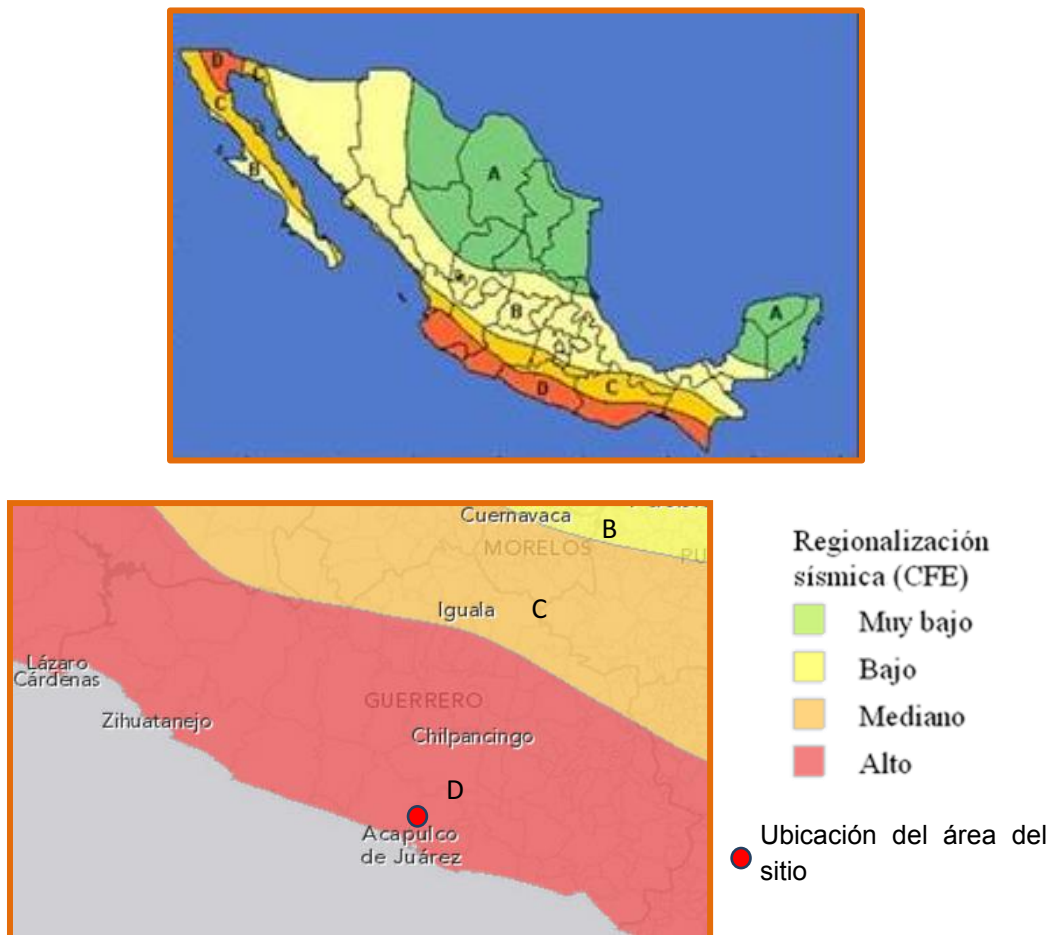 D
C
C
B
A
A
B
D
C
Cuernavaca
B
MORELOS
PU
Iguala
C
Lázaro
Cárdenas
GUERRERO
Zihuatanejo
Chilpancingo
D
Acapulco
de Juárez
Regionalización
sísmica (CFE)
Muy bajo
Bajo
Mediano
Alto
Ubicación del área del
sitio